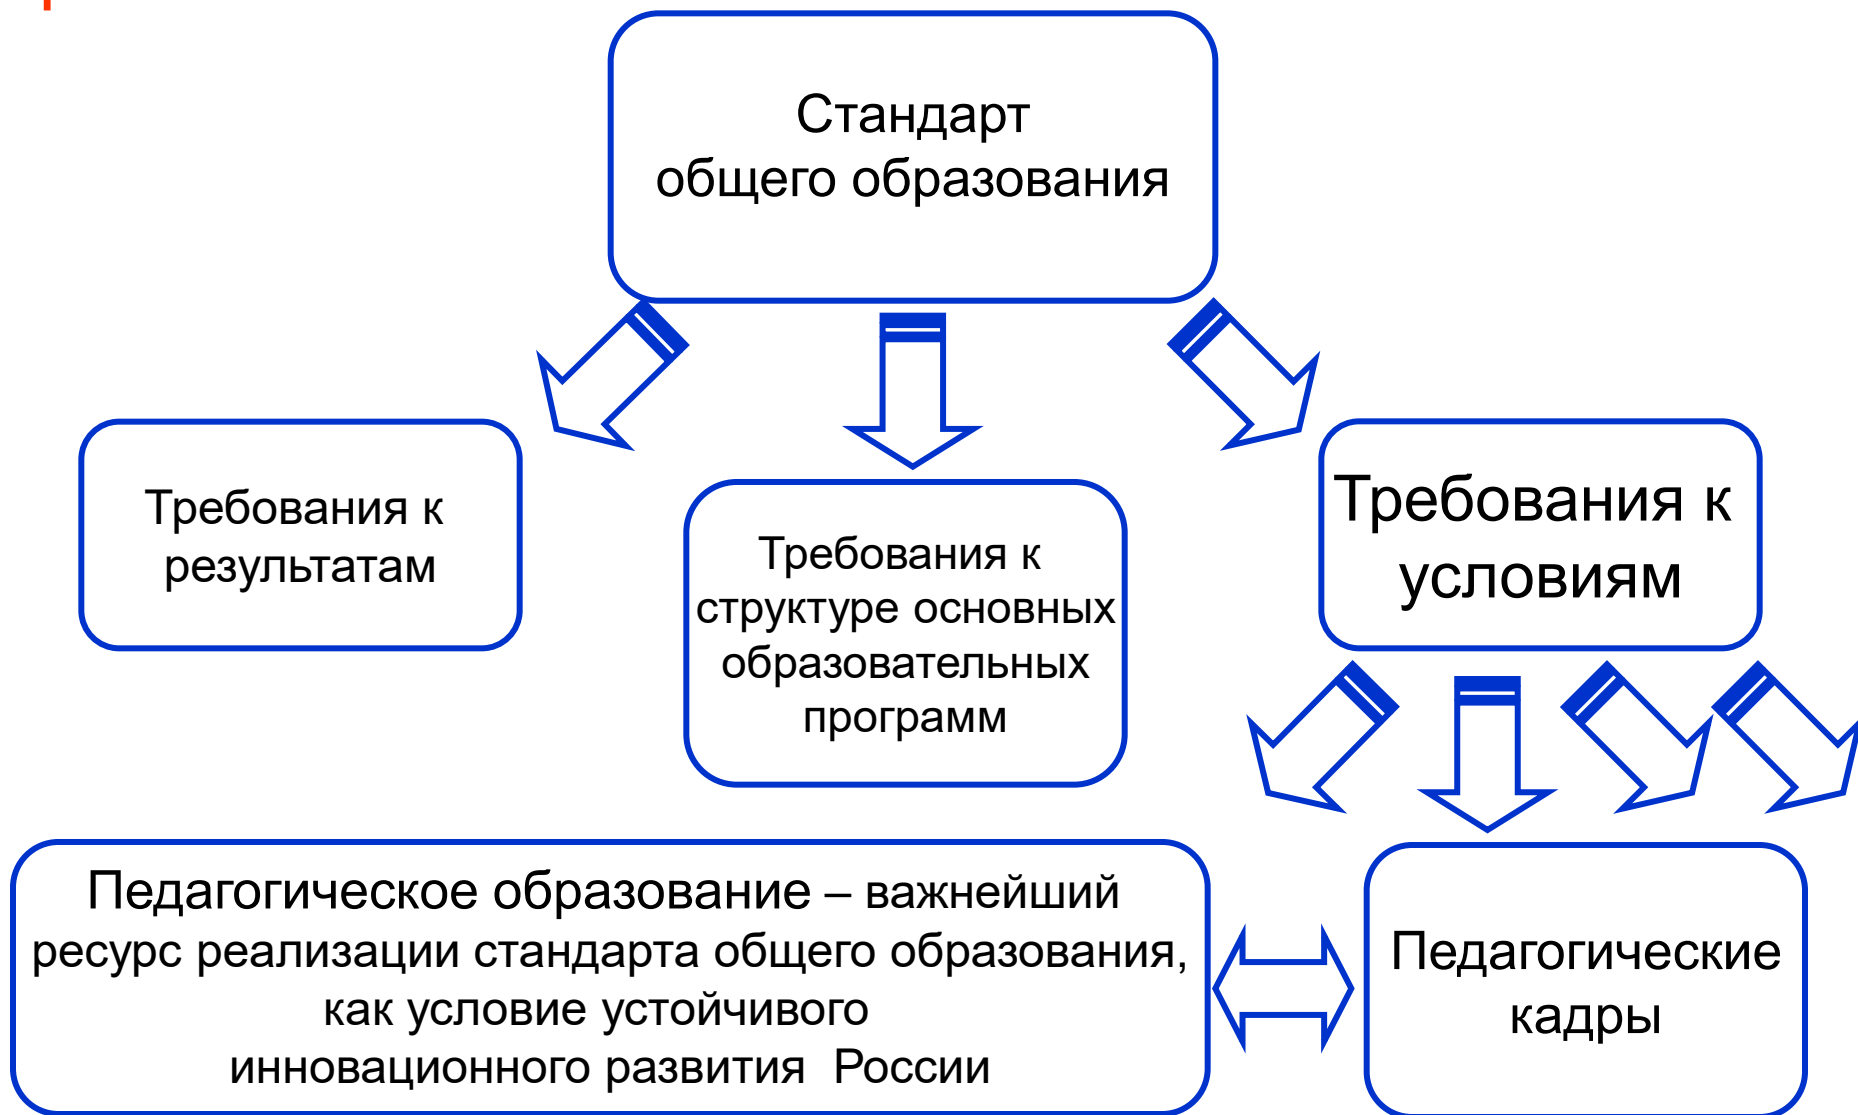 Стандарт
общего образования
Требования к
результатам
Требования к
структуре основных
образовательных
программ
Требования к
условиям
Педагогическое образование – важнейший
ресурс реализации стандарта общего образования,
как условие устойчивого
инновационного развития России
Педагогические
кадры